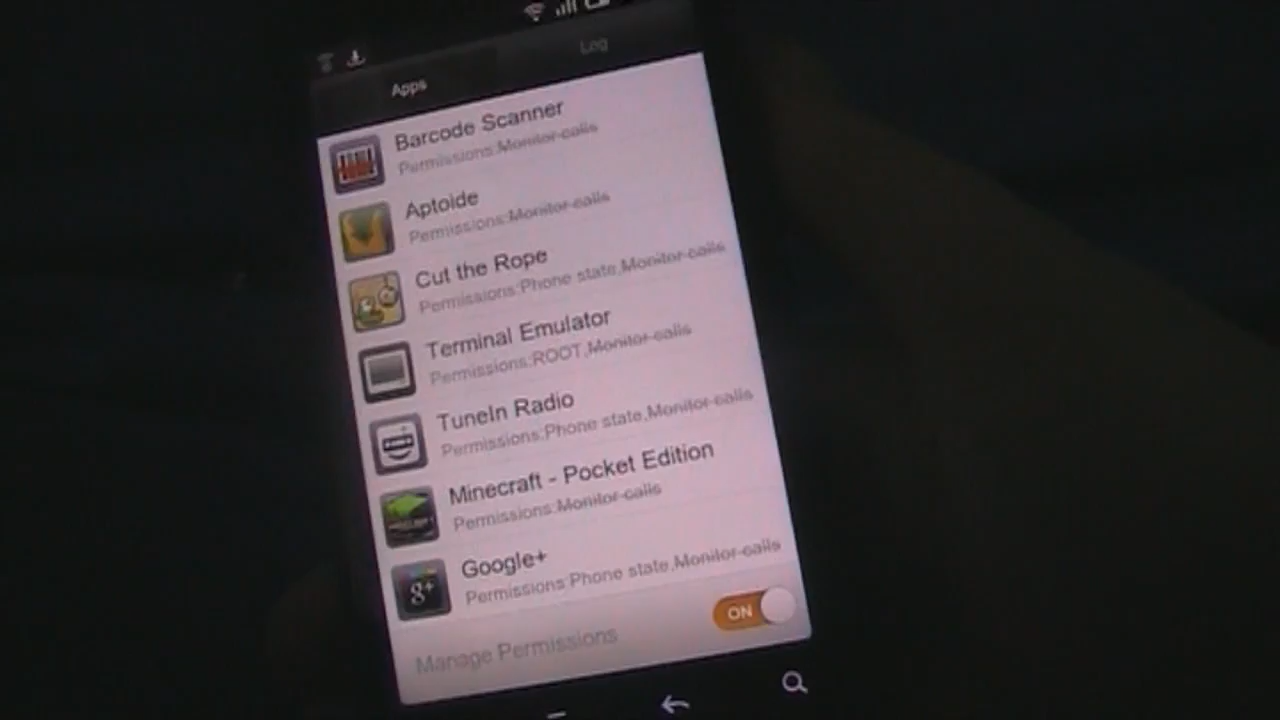 Apps
Log
Barcode Scanner
Permissions:Monitor calls
Aptoide
Permissions:Monitor calls
Cut the Rope
Permissions:Phone state,Monitor calls
Terminal Emulator
Permissions:ROOT,Monitor calls
TuneIn Radio
Permissions:Phone state,Monitor calls
Minecraft - Pocket Edition
Permissions:Monitor calls
Google+
Permissions:Phone state,Monitor calls
Manage Permissions
ON